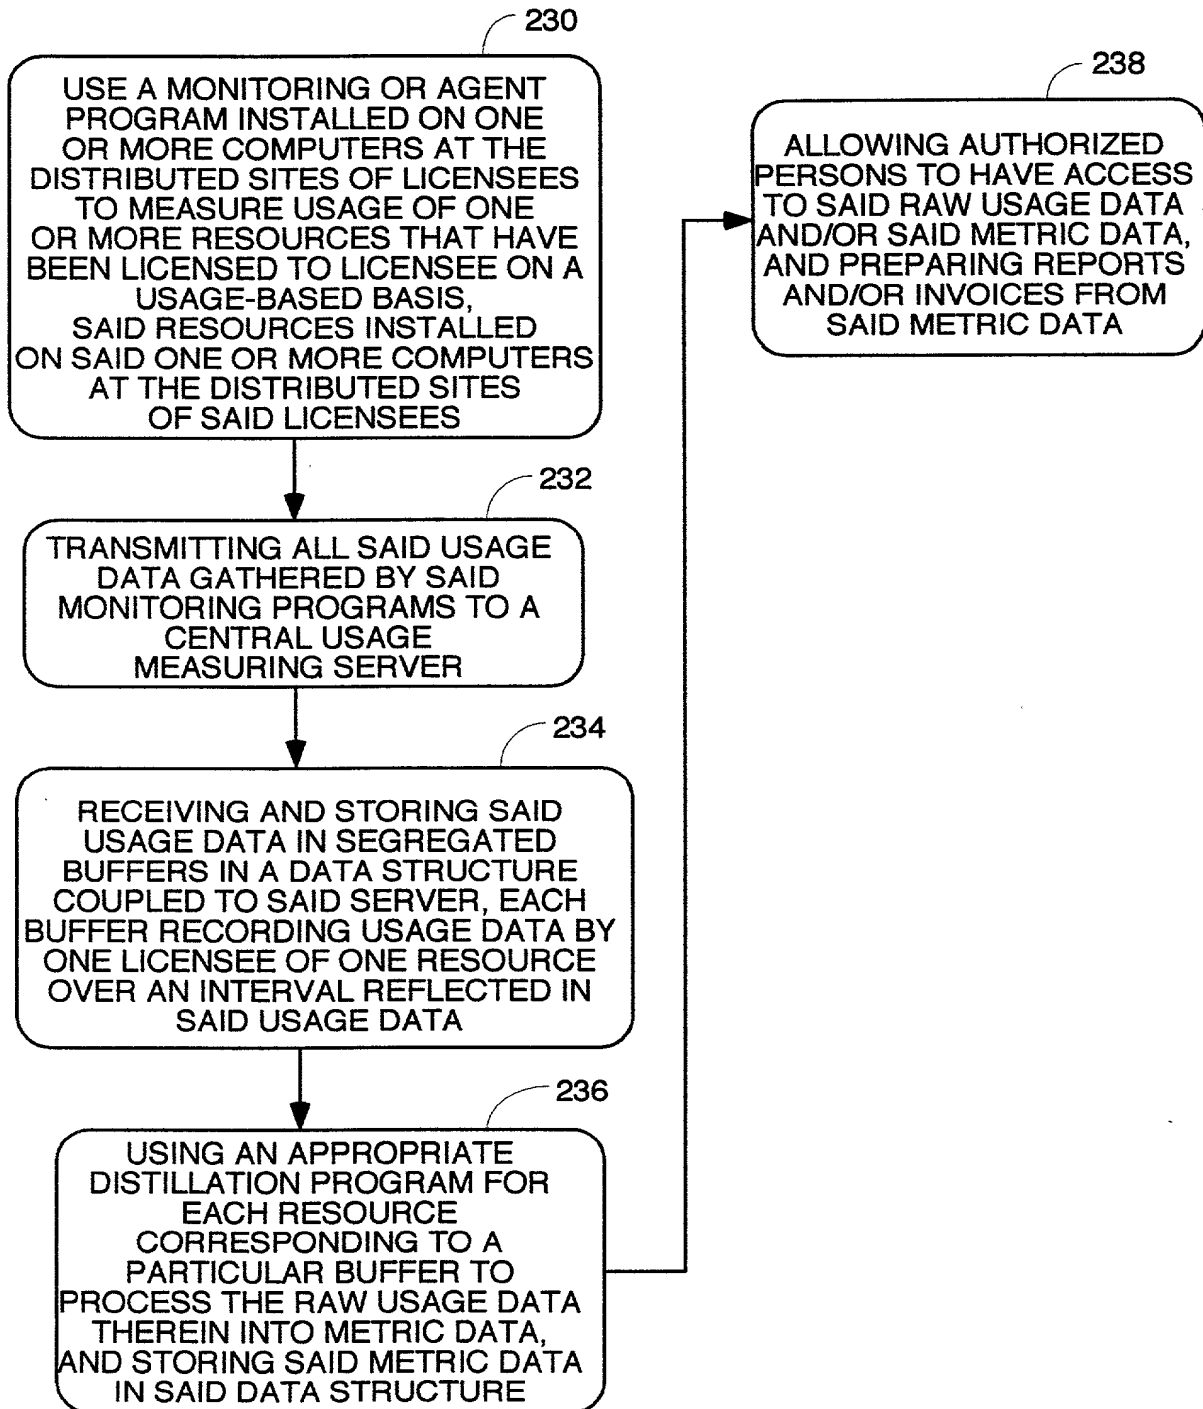 230
USE A MONITORING OR AGENT
PROGRAM INSTALLED ON ONE
OR MORE COMPUTERS AT THE
DISTRIBUTED SITES OF LICENSEES
TO MEASURE USAGE OF ONE
OR MORE RESOURCES THAT HAVE
BEEN LICENSED TO LICENSEE ON A
USAGE-BASED BASIS,
SAID RESOURCES INSTALLED
ON SAID ONE OR MORE COMPUTERS
AT THE DISTRIBUTED SITES
OF SAID LICENSEES
232
TRANSMITTING ALL SAID USAGE
DATA GATHERED BY SAID
MONITORING PROGRAMS TO A
CENTRAL USAGE
MEASURING SERVER
234
RECEIVING AND STORING SAID
USAGE DATA IN SEGREGATED
BUFFERS IN A DATA STRUCTURE
COUPLED TO SAID SERVER, EACH
BUFFER RECORDING USAGE DATA BY
ONE LICENSEE OF ONE RESOURCE
OVER AN INTERVAL REFLECTED IN
SAID USAGE DATA
236
USING AN APPROPRIATE
DISTILLATION PROGRAM FOR
EACH RESOURCE
CORRESPONDING TO A
PARTICULAR BUFFER TO
PROCESS THE RAW USAGE DATA
THEREIN INTO METRIC DATA,
AND STORING SAID METRIC DATA
IN SAID DATA STRUCTURE
238
ALLOWING AUTHORIZED
PERSONS TO HAVE ACCESS
TO SAID RAW USAGE DATA
AND/OR SAID METRIC DATA,
AND PREPARING REPORTS
AND/OR INVOICES FROM
SAID METRIC DATA